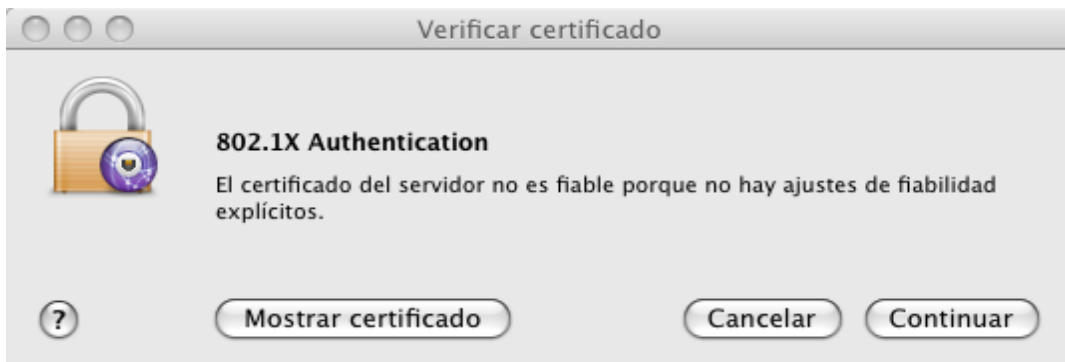 Verificar certificado
802.1X Authentication
El certificado del servidor no es fiable porque no hay ajustes de fiabilidad
explícitos.
?
Mostrar certificado
Cancelar
Continuar